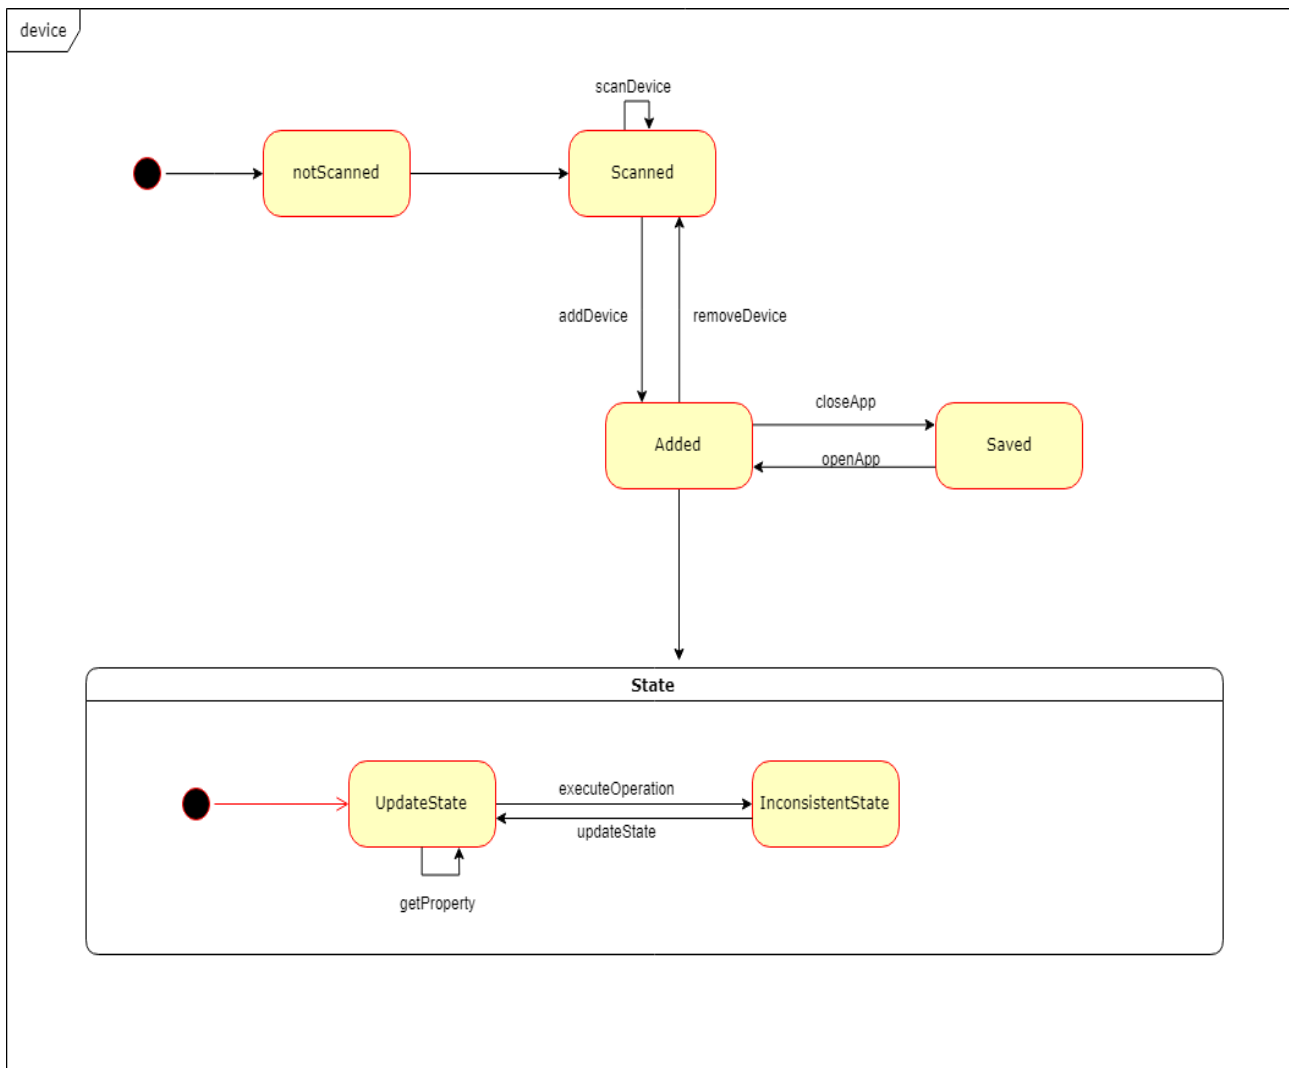 device
scanDevice
notScanned
Scanned
addDevice
removeDevice
closeApp
Added
Saved
openApp
State
executeOperation
UpdateState
InconsistentState
updateState
getProperty